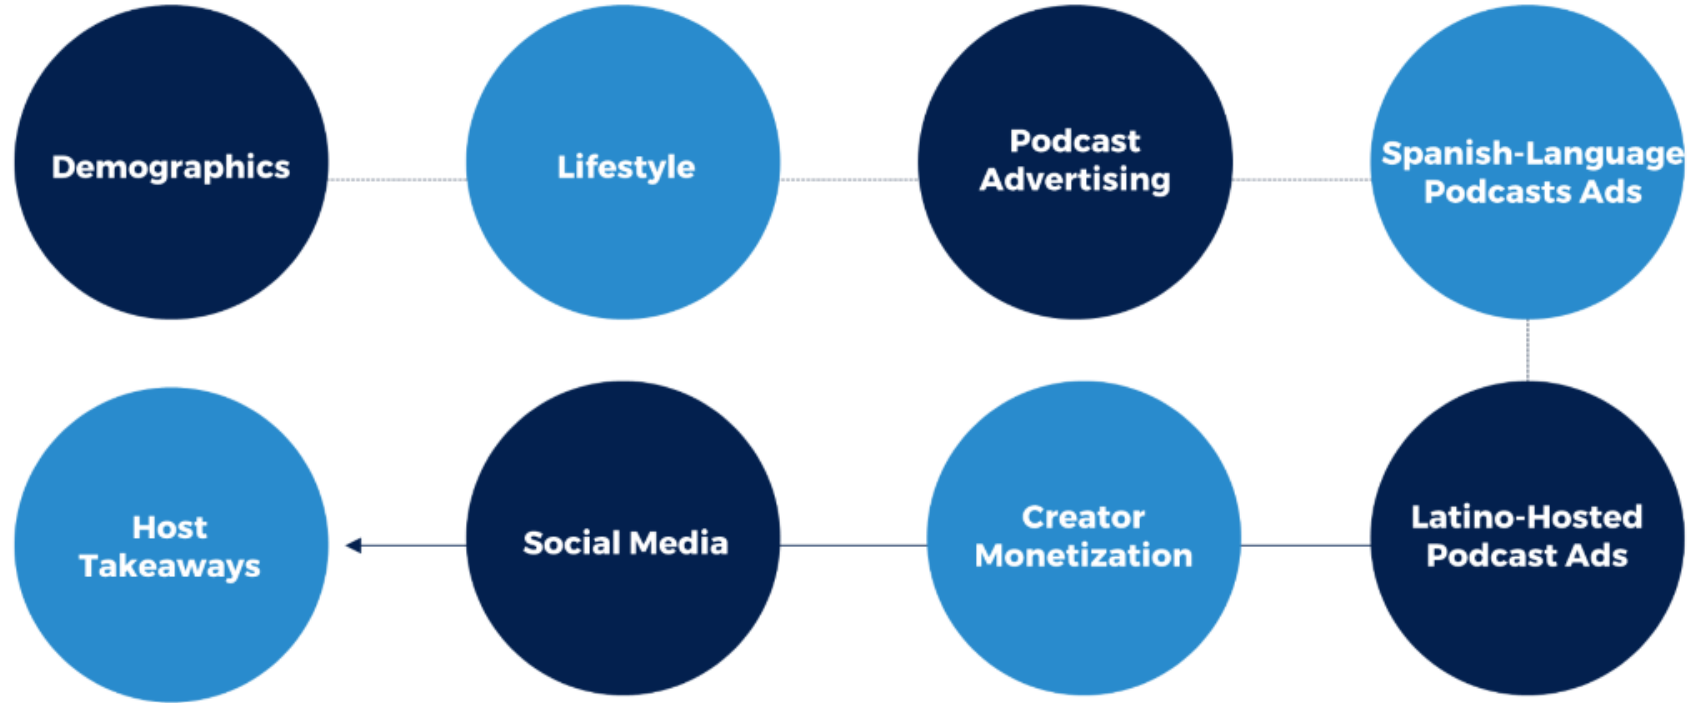 Demographics
Lifestyle
Podcast
Advertising
Spanish-Language
Podcasts Ads
Latino-Hosted
Podcast Ads
Creator
Monetization
Social Media
Host
Takeaways